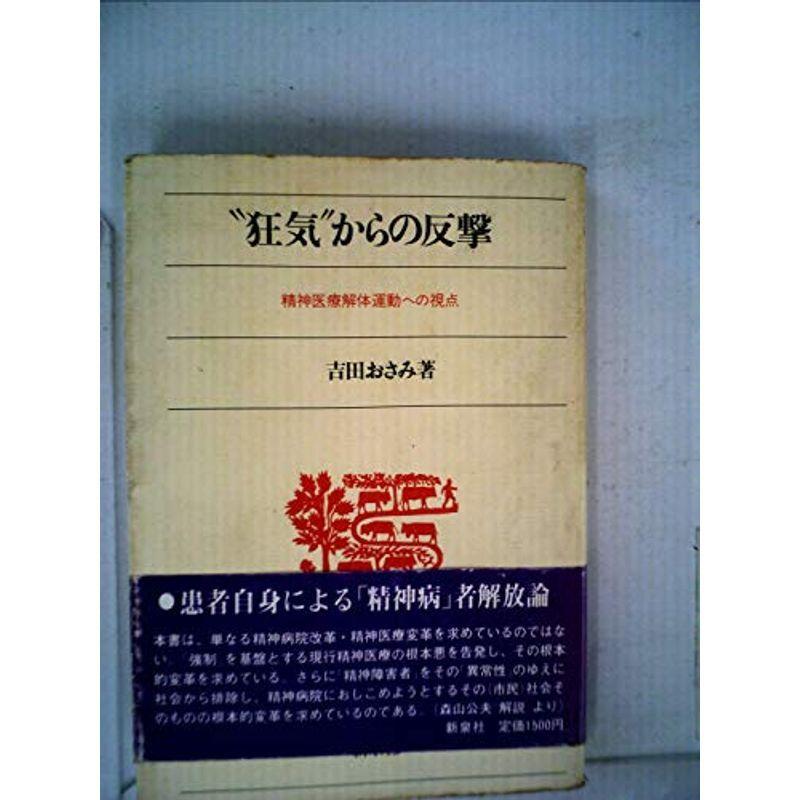 〝狂気〟からの反撃
精神医療解体運動への視点
吉田おさみ著
●患者自身による「精神病」者解放論
本書は、単なる精神病院改革・精神医療変革を求めているのではな
い。「強制」を基盤とする現行精神医療の根本悪を告発し、その根本
的変革を求めている。さらに「精神障害者」をその「異常性」のゆえに
社会から排除し、精神病院におしこめようとするその（市民）社会そ
のものの根本的変革を求めているのである。（森山公夫 解説 より）
新泉社 定価1500円